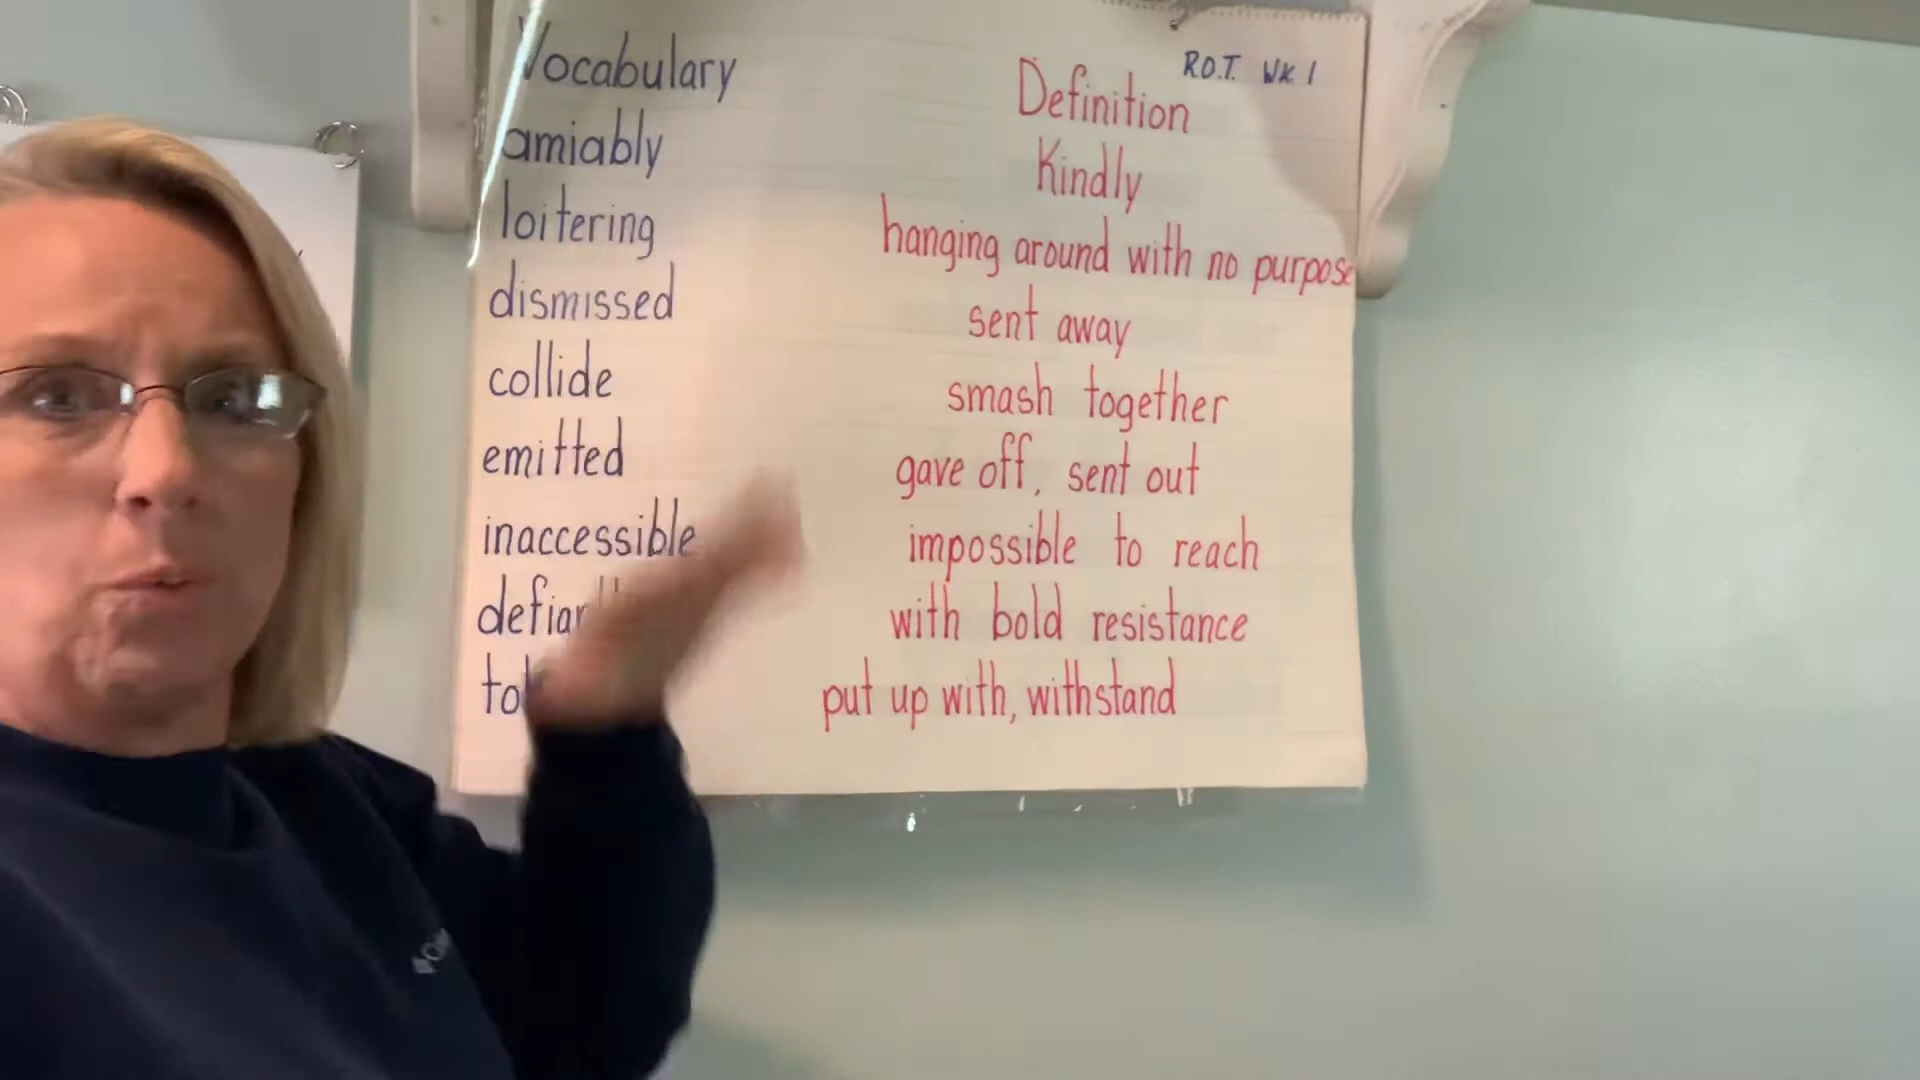 Vocabulary Definition R.O.T. WK 1
amiably Kindly
loitering hanging around with no purpose
dismissed sent away
collide smash together
emitted gave off, sent out
inaccessible impossible to reach
with bold resistance
put up with, withstand